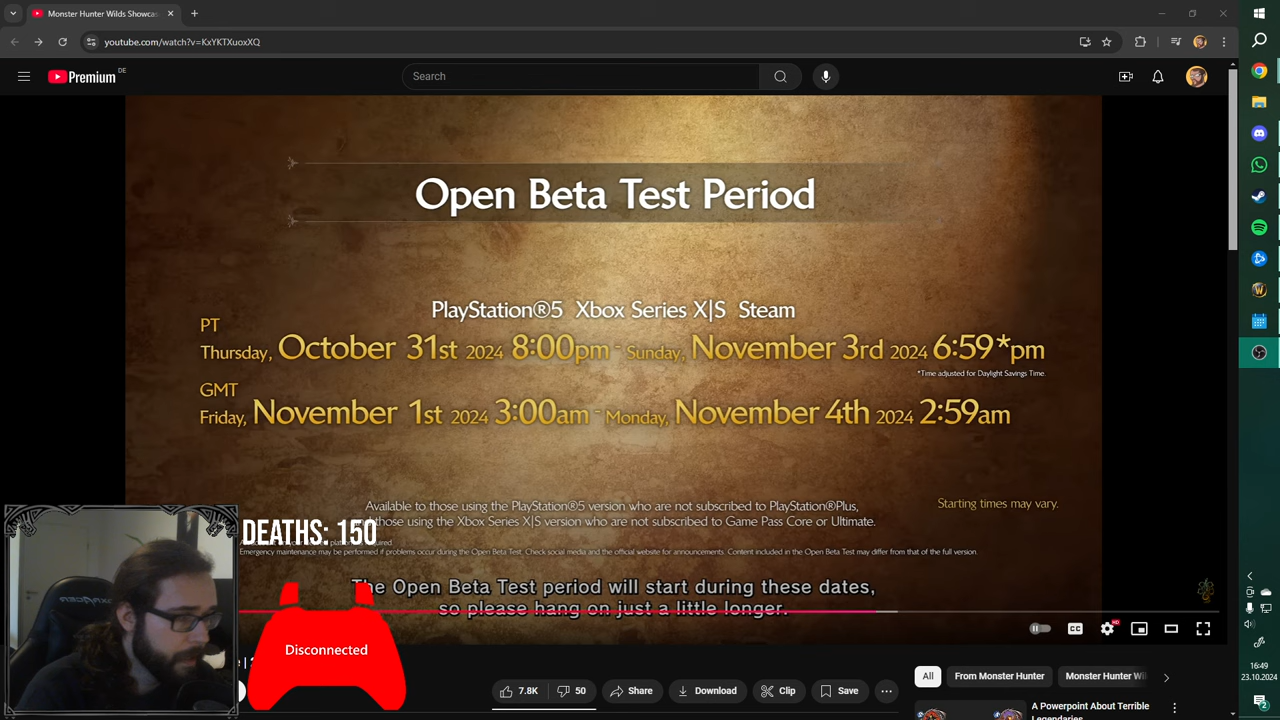 Monster Hunter Wilds Showcas
youtube.com/watch?v=KxYKTXuoxXQ
Premium DE
Search
Open Beta Test Period
PlayStation®5 Xbox Series X|S Steam
PT
Thursday, October 31st 2024 8:00pm - Sunday, November 3rd 2024 6:59*pm
*Time adjusted for Daylight Savings Time.
GMT
Friday, November 1st 2024 3:00am - Monday, November 4th 2024 2:59am
Available to those using the PlayStation®5 version who are not subscribed to PlayStation®Plus,
those using the Xbox Series X|S version who are not subscribed to Game Pass Core or Ultimate.
Starting times may vary.
Emergency maintenance may be performed if problems occur during the Open Beta Test. Check social media and the official website for announcements. Content included in the Open Beta Test may differ from that of the full version.
DEATHS: 150
The Open Beta Test period will start during these dates,
so please hang on just a little longer.
CC
HD
Disconnected
7.8K
50
Share
Download
Clip
Save
All
From Monster Hunter
Monster Hunter Wil
A Powerpoint About Terrible
Legendaries
16:49
23.10.2024
2